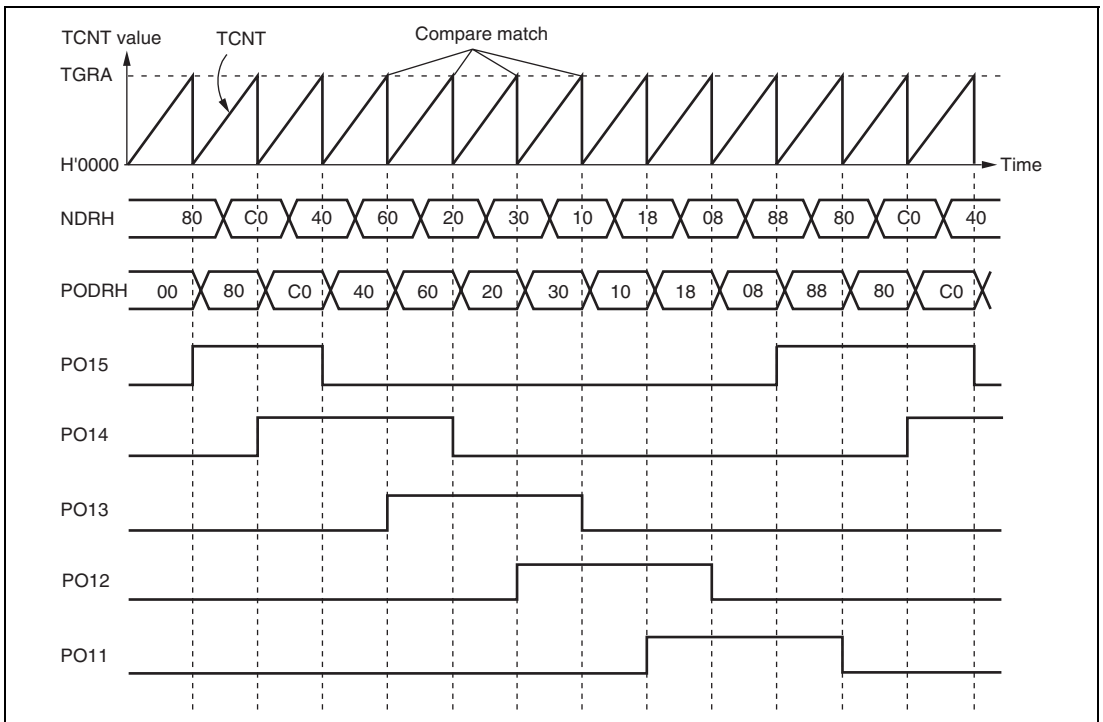 TCNT value TCNT Compare match
TGRA
H'0000 Time
NDRH 80 C0 40 60 20 30 10 18 08 88 80 C0 40
PODRH 00 80 C0 40 60 20 30 10 18 08 88 80 C0
PO15
PO14
PO13
PO12
PO11